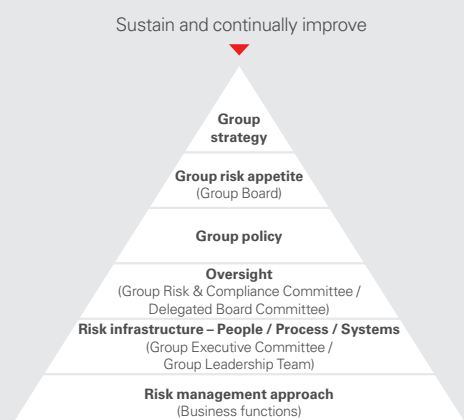 Sustain and continually improve
Group
strategy
Group risk appetite
(Group Board)
Group policy
Oversight
(Group Risk & Compliance Committee /
Delegated Board Committee)
Risk infrastructure – People / Process / Systems
(Group Executive Committee /
Group Leadership Team)
Risk management approach
(Business functions)